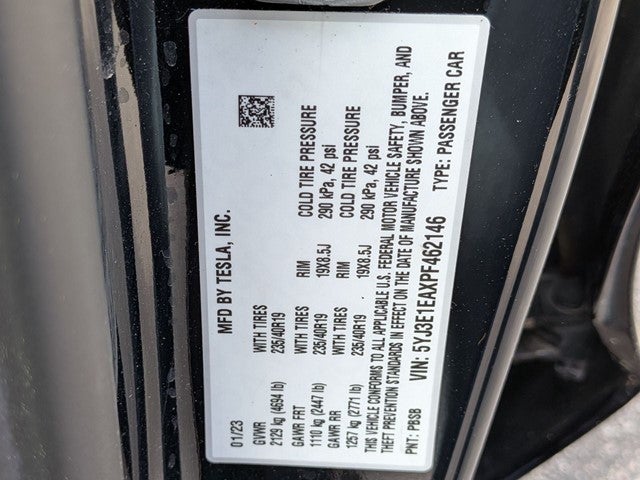 MFD BY TESLA, INC.
01/23
GVWR WITH TIRES
2129 kg (4694 lb) 235/40R19
GAWR FRT WITH TIRES RIM COLD TIRE PRESSURE
1110 kg (2447 lb) 235/40R19 19X8.5J 290 kPa, 42 psi
GAWR RR WITH TIRES RIM COLD TIRE PRESSURE
1257 kg (2771 lb) 235/40R19 19X8.5J 290 kPa, 42 psi
THIS VEHICLE CONFORMS TO ALL APPLICABLE U.S. FEDERAL MOTOR VEHICLE SAFETY, BUMPER, AND
THEFT PREVENTION STANDARDS IN EFFECT ON THE DATE OF MANUFACTURE SHOWN ABOVE.
VIN: 5YJ3E1EAXPF462146
PNT: PBSB TYPE: PASSENGER CAR